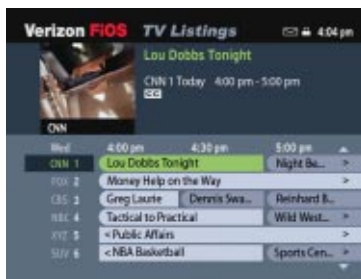 Verizon FiOS TV Listings 4:04 pm
Lou Dobbs Tonight
CNN 1 Today 4:00 pm - 5:00 pm
CC
CNN
Wed 4:00 pm 4:30 pm 5:00 pm
CNN 1 Lou Dobbs Tonight Night Be...
FOX 2 Money Help on the Way >
CBS 3 Greg Laurie Dennis Swa... Reinhard B...
NBC 4 Tactical to Practical Wild West... >
XYZ 5 < Public Affairs >
SUV 6 < NBA Basketball Sports Cen... >